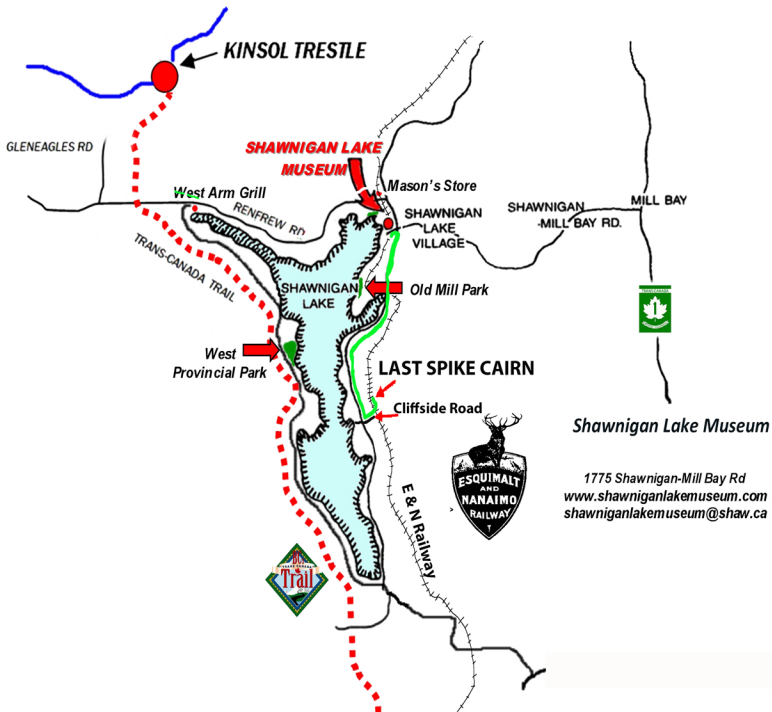 KINSOL TRESTLE
GLENEAGLES RD
SHAWNIGAN LAKE
MUSEUM
Mason's Store
West Arm Grill
RENFREW RD.
SHAWNIGAN
LAKE
VILLAGE
SHAWNIGAN
-MILL BAY RD.
MILL BAY
TRANS-CANADA TRAIL
SHAWNIGAN
LAKE
Old Mill Park
1
West
Provincial Park
LAST SPIKE CAIRN
Cliffside Road
Shawnigan Lake Museum
ESQUIMALT
AND
NANAIMO
RAILWAY
1775 Shawnigan-Mill Bay Rd
www.shawniganlakemuseum.com
shawniganlakemuseum@shaw.ca
E & N Railway
BC
Trail